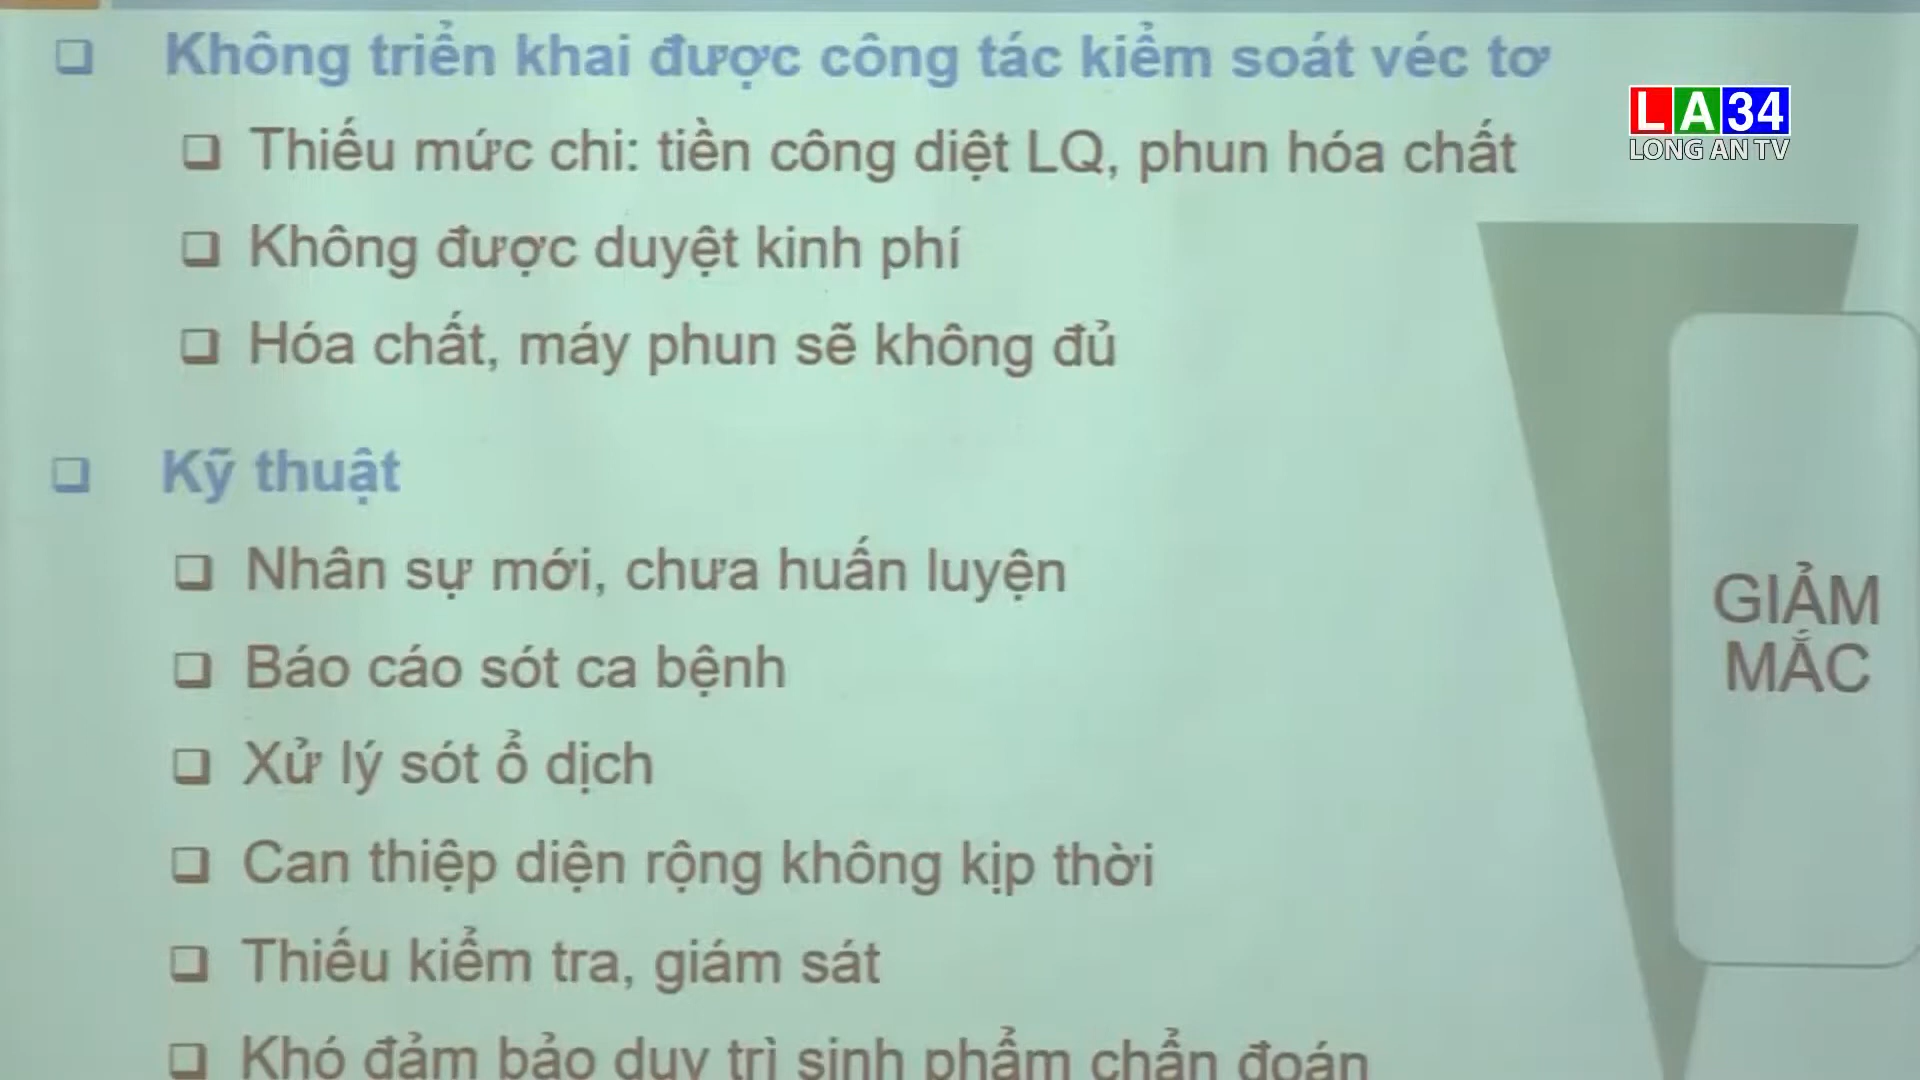 Không triển khai được công tác kiểm soát véc tơ
Thiếu mức chi: tiền công diệt LQ, phun hóa chất
Không được duyệt kinh phí
Hóa chất, máy phun sẽ không đủ
Kỹ thuật
Nhân sự mới, chưa huấn luyện
Báo cáo sót ca bệnh
Xử lý sót ổ dịch
Can thiệp diện rộng không kịp thời
Thiếu kiểm tra, giám sát
Khó đảm bảo duy trì sinh phẩm chẩn đoán
GIẢM
MẮC
LA34
LONG AN TV